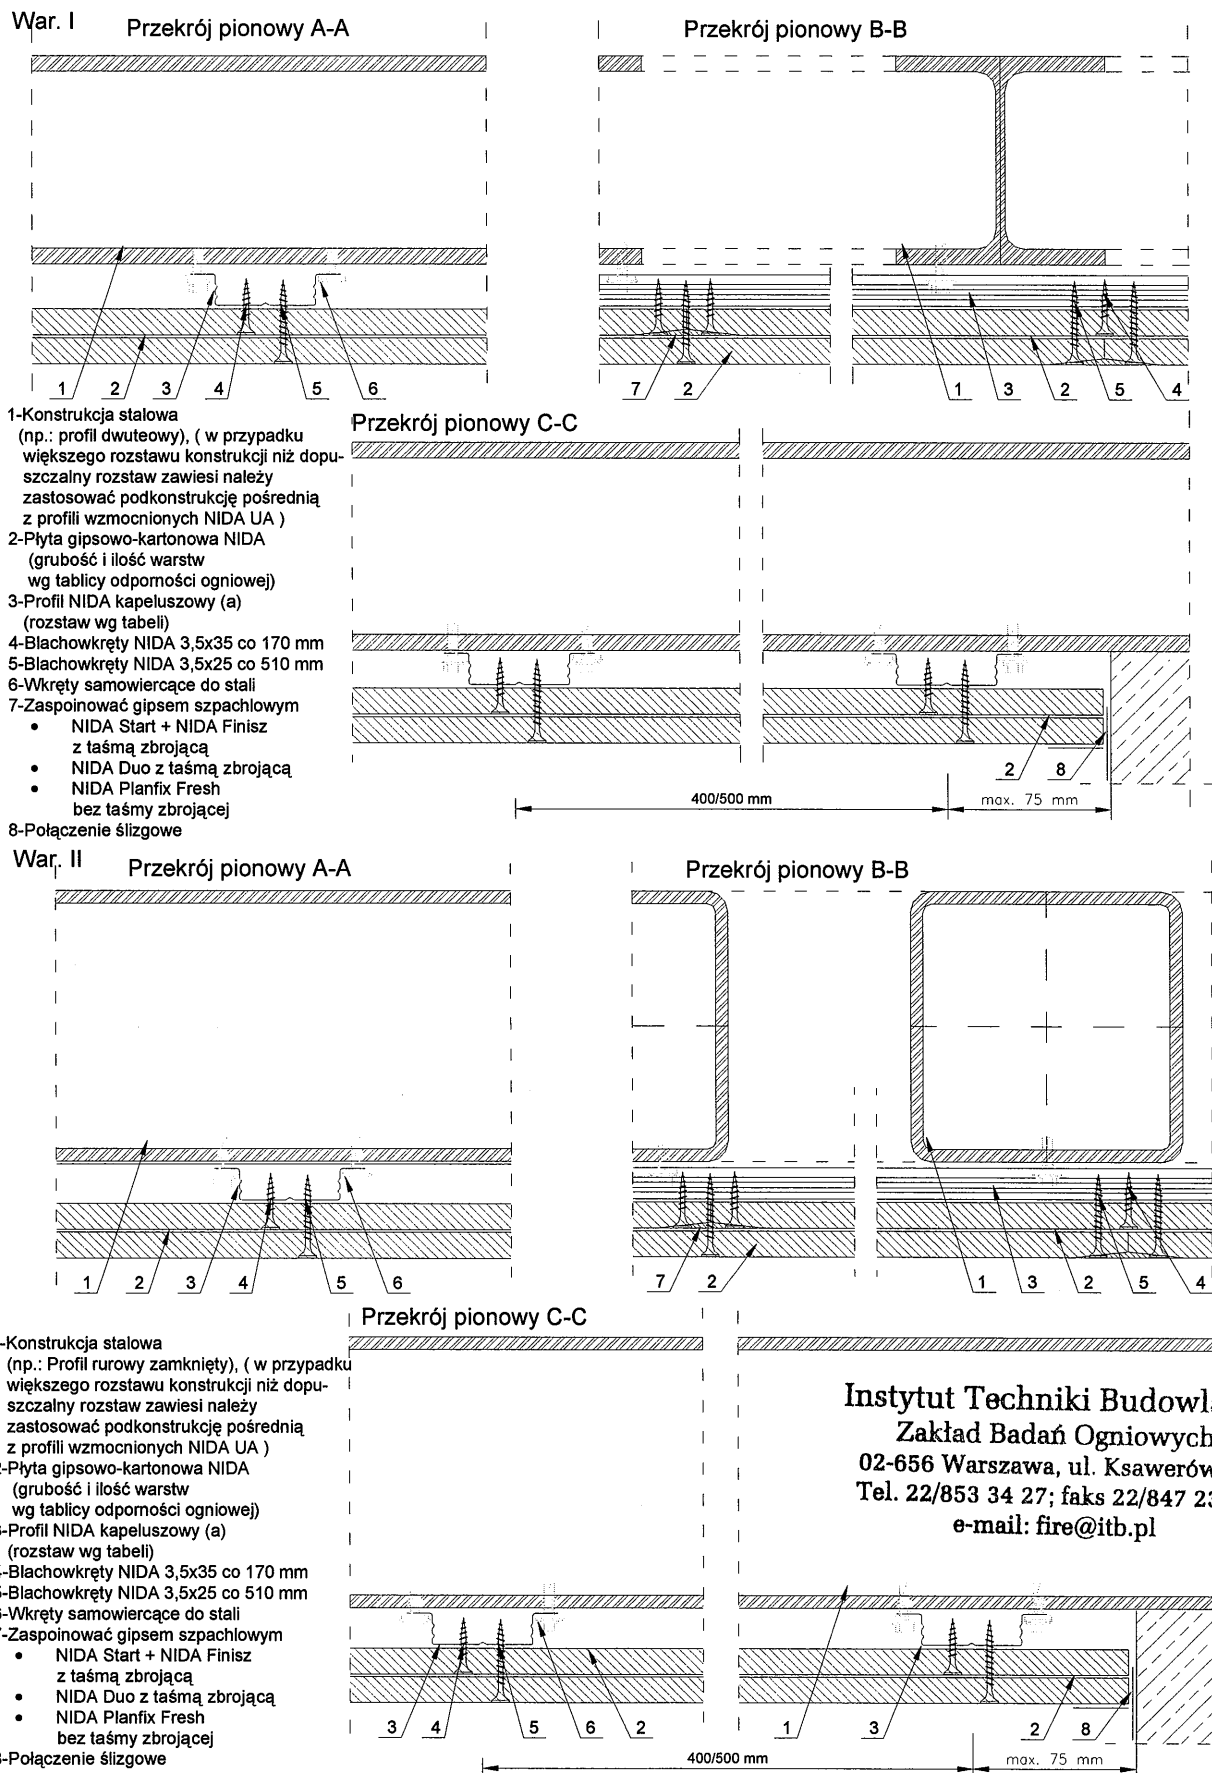 War. I
Przekrój pionowy A-A
Przekrój pionowy B-B
1 2 3 4 5 6
7 2 1 3 2 5 4
1-Konstrukcja stalowa
(np.: profil dwuteowy), ( w przypadku
większego rozstawu konstrukcji niż dopu-
szczalny rozstaw zawiesi należy
zastosować podkonstrukcję pośrednią
z profili wzmocnionych NIDA UA )
2-Płyta gipsowo-kartonowa NIDA
(grubość i ilość warstw
wg tablicy odporności ogniowej)
3-Profil NIDA kapeluszowy (a)
(rozstaw wg tabeli)
4-Blachowkręty NIDA 3,5x35 co 170 mm
5-Blachowkręty NIDA 3,5x25 co 510 mm
6-Wkręty samowiercące do stali
7-Zaspoinować gipsem szpachlowym
• NIDA Start + NIDA Finisz
z taśmą zbrojącą
• NIDA Duo z taśmą zbrojącą
• NIDA Planfix Fresh
bez taśmy zbrojącej
8-Połączenie ślizgowe
Przekrój pionowy C-C
2 8
400/500 mm
max. 75 mm
War. II
Przekrój pionowy A-A
Przekrój pionowy B-B
1 2 3 4 5 6
7 2 1 3 2 5 4
Przekrój pionowy C-C
-Konstrukcja stalowa
(np.: Profil rurowy zamknięty), ( w przypadku
większego rozstawu konstrukcji niż dopu-
szczalny rozstaw zawiesi należy
zastosować podkonstrukcję pośrednią
z profili wzmocnionych NIDA UA )
-Płyta gipsowo-kartonowa NIDA
(grubość i ilość warstw
wg tablicy odporności ogniowej)
-Profil NIDA kapeluszowy (a)
(rozstaw wg tabeli)
-Blachowkręty NIDA 3,5x35 co 170 mm
-Blachowkręty NIDA 3,5x25 co 510 mm
-Wkręty samowiercące do stali
-Zaspoinować gipsem szpachlowym
• NIDA Start + NIDA Finisz
z taśmą zbrojącą
• NIDA Duo z taśmą zbrojącą
• NIDA Planfix Fresh
bez taśmy zbrojącej
-Połączenie ślizgowe
Instytut Techniki Budowl
Zakład Badań Ogniowych
02-656 Warszawa, ul. Ksawerów
Tel. 22/853 34 27; faks 22/847 23
e-mail: fire@itb.pl
3 4 5 6 2 1 3 2 8
400/500 mm
max. 75 mm